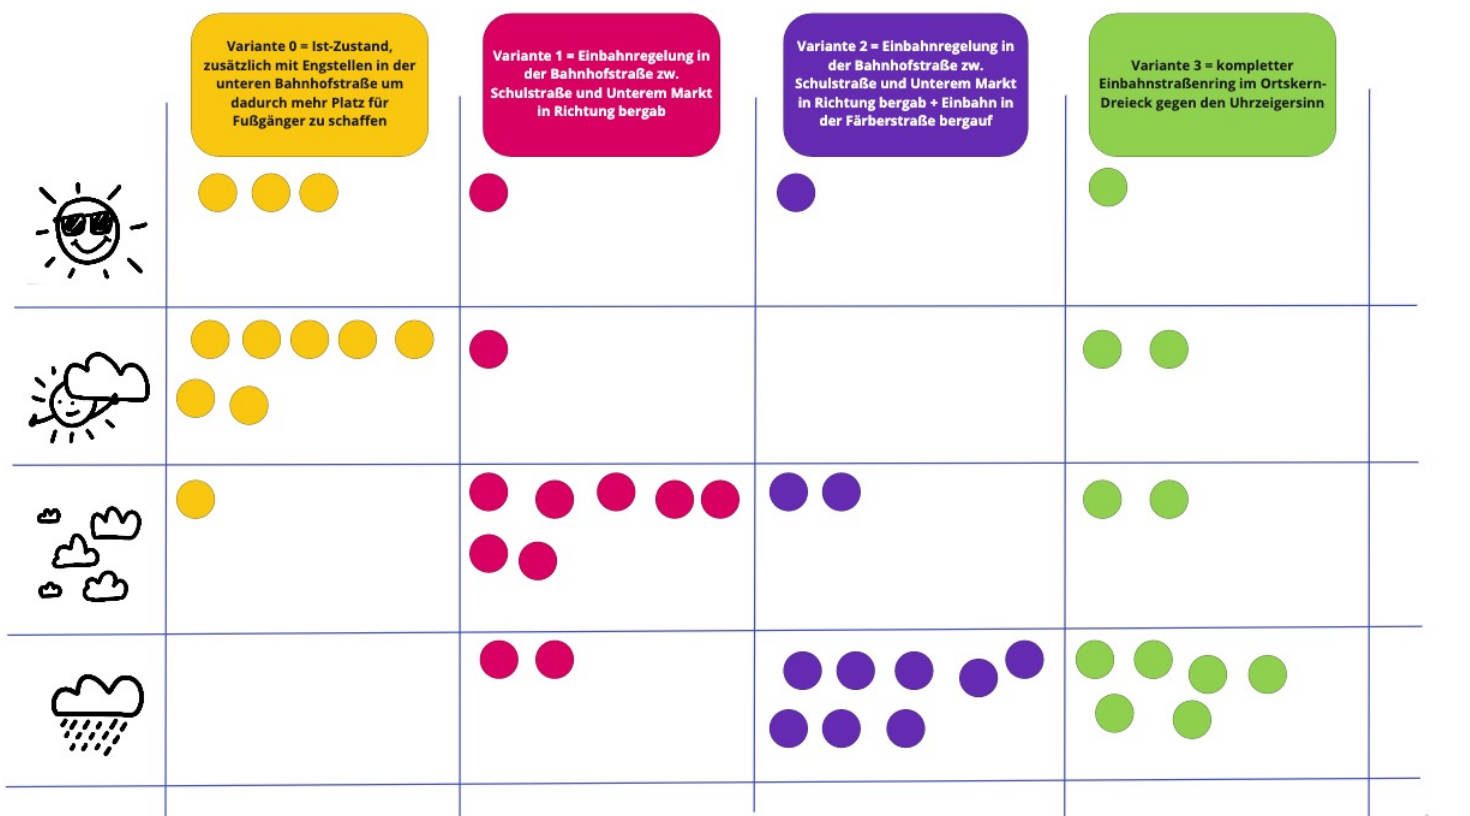 Variante 0 = Ist-Zustand,
zusätzlich mit Engstellen in der
unteren Bahnhofstraße um
dadurch mehr Platz für
Fußgänger zu schaffen
Variante 1 = Einbahnregelung in
der Bahnhofstraße zw.
Schulstraße und Unterem Markt
in Richtung bergab
Variante 2 = Einbahnregelung in
der Bahnhofstraße zw.
Schulstraße und Unterem Markt
in Richtung bergab + Einbahn in
der Färberstraße bergauf
Variante 3 = kompletter
Einbahnstraßenring im Ortskern-
Dreieck gegen den Uhrzeigersinn